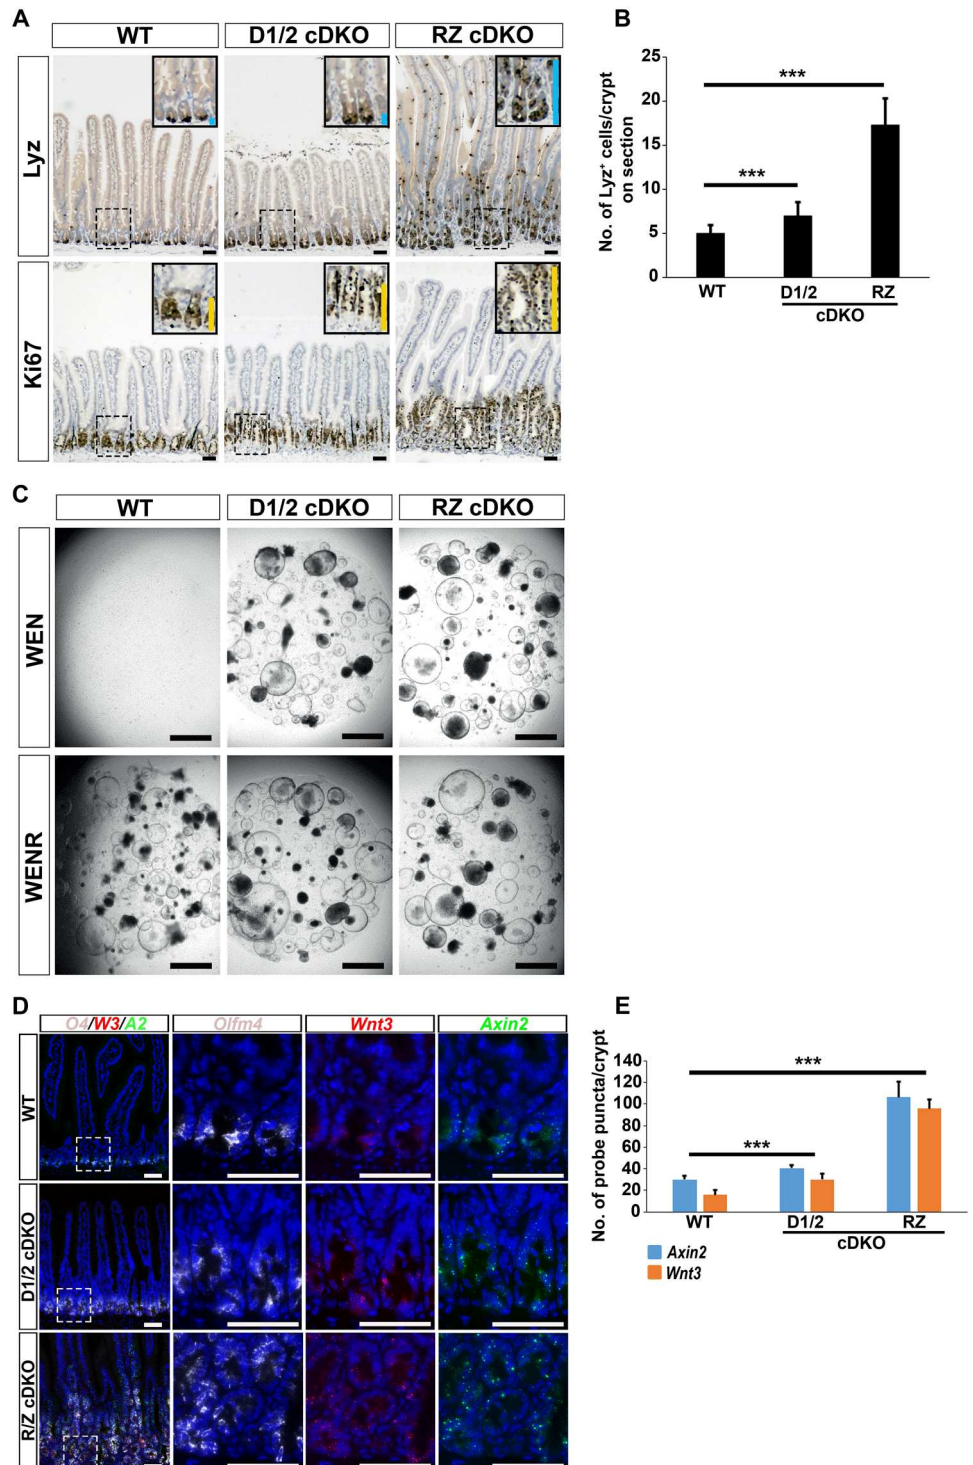 A
WT
D1/2 cDKO
RZ cDKO
Lyz
Ki67
B
No. of Lyz⁺ cells/crypt
on section
25
20
15
10
5
0
***
***
WT
D1/2
RZ
cDKO
C
WT
D1/2 cDKO
RZ cDKO
WEN
WENR
D
O4/W3/A2
Olfm4
Wnt3
Axin2
WT
D1/2 cDKO
R/Z cDKO
E
No. of probe puncta/crypt
140
120
100
80
60
40
20
0
***
***
WT
D1/2
RZ
cDKO
Axin2
Wnt3